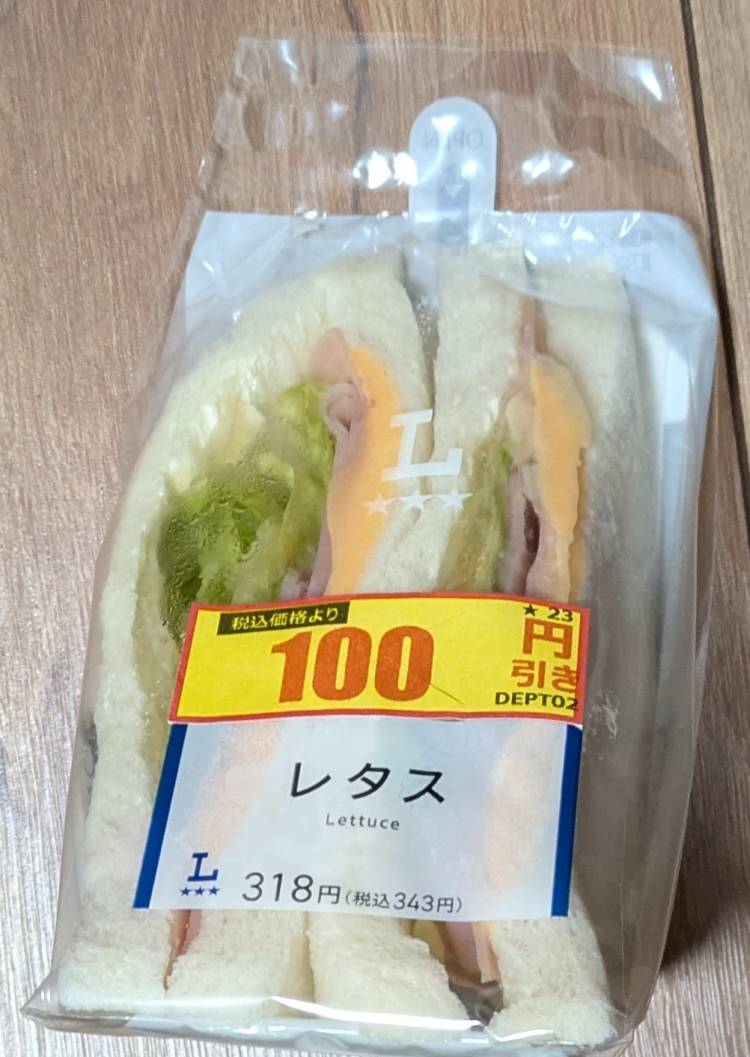 OPEN
L
★★★
税込価格より
100
★ 23
円
引き
DEPT02
レタス
Lettuce
L
★★★
318円(税込343円)